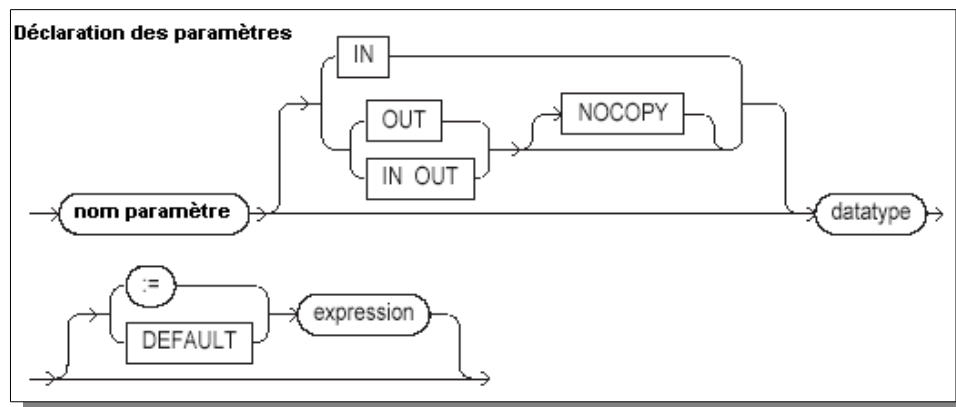 Déclaration des paramètres
IN
OUT
NOCOPY
IN OUT
nom paramètre
datatype
:=
DEFAULT
expression